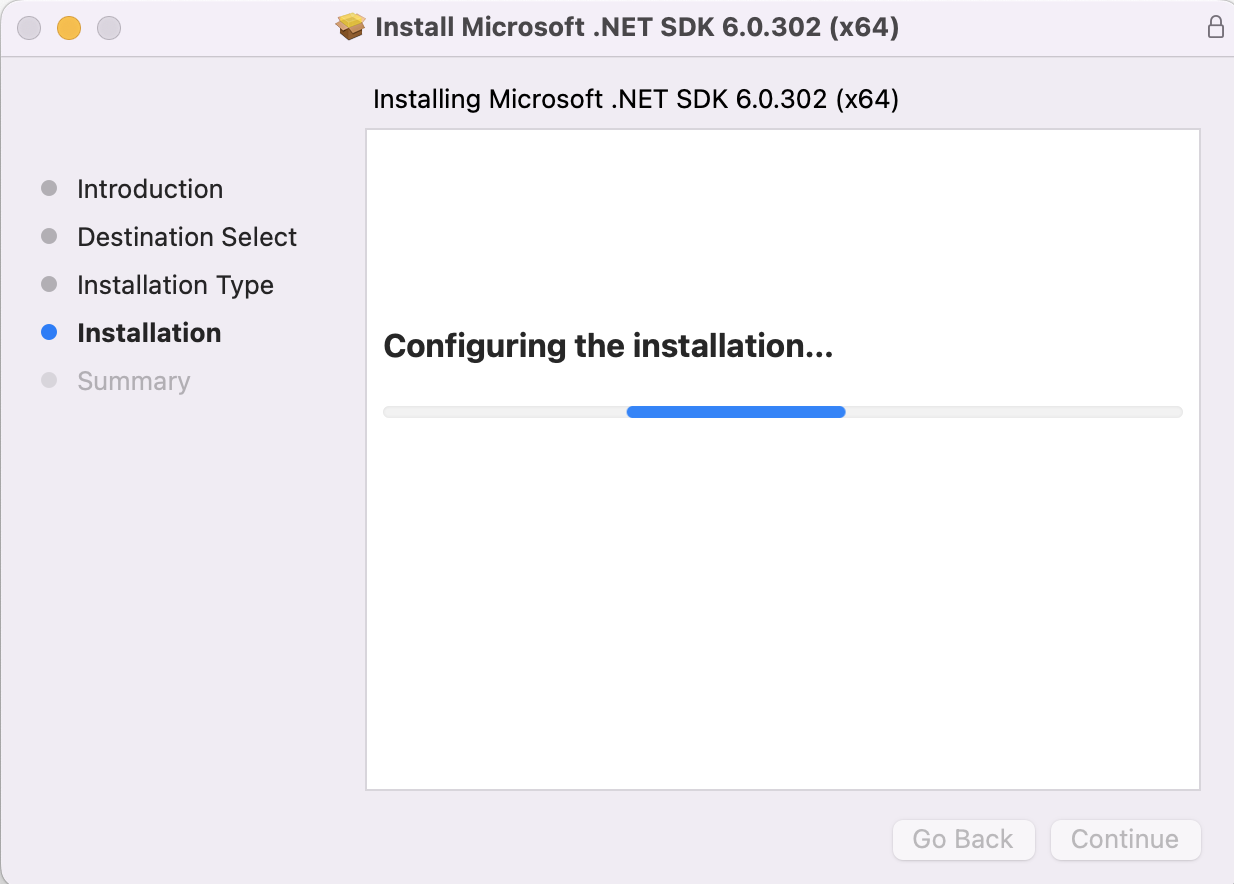 Install Microsoft .NET SDK 6.0.302 (x64)
Installing Microsoft .NET SDK 6.0.302 (x64)
Introduction
Destination Select
Installation Type
Installation
Summary
Configuring the installation...
Go Back
Continue